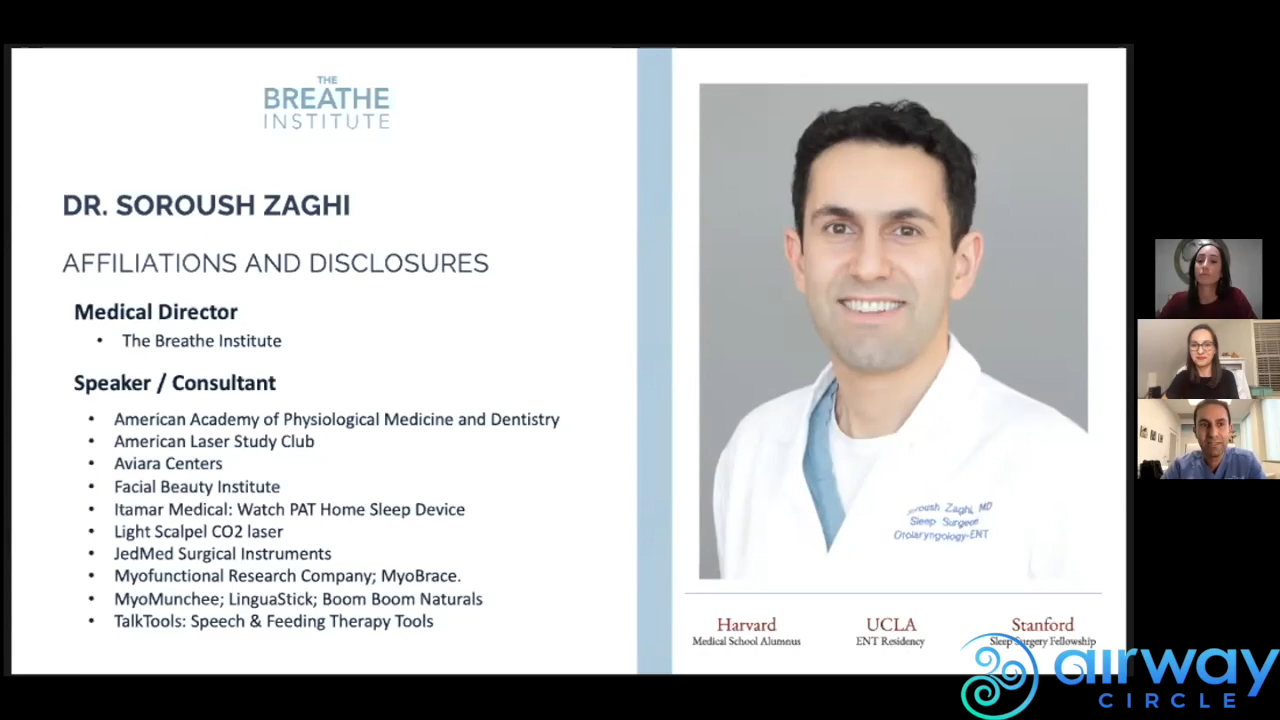 THE
BREATHE
INSTITUTE
DR. SOROUSH ZAGHI
AFFILIATIONS AND DISCLOSURES
Medical Director
• The Breathe Institute
Speaker / Consultant
• American Academy of Physiological Medicine and Dentistry
• American Laser Study Club
• Aviara Centers
• Facial Beauty Institute
• Itamar Medical: Watch PAT Home Sleep Device
• Light Scalpel CO2 laser
• JedMed Surgical Instruments
• Myofunctional Research Company; MyoBrace.
• MyoMunchee; LinguaStick; Boom Boom Naturals
• TalkTools: Speech & Feeding Therapy Tools
Soroush Zaghi, MD
Sleep Surgeon
Otolaryngology-ENT
Harvard
Medical School Alumnus
UCLA
ENT Residency
Stanford
Sleep Surgery Fellowship
airway
CIRCLE